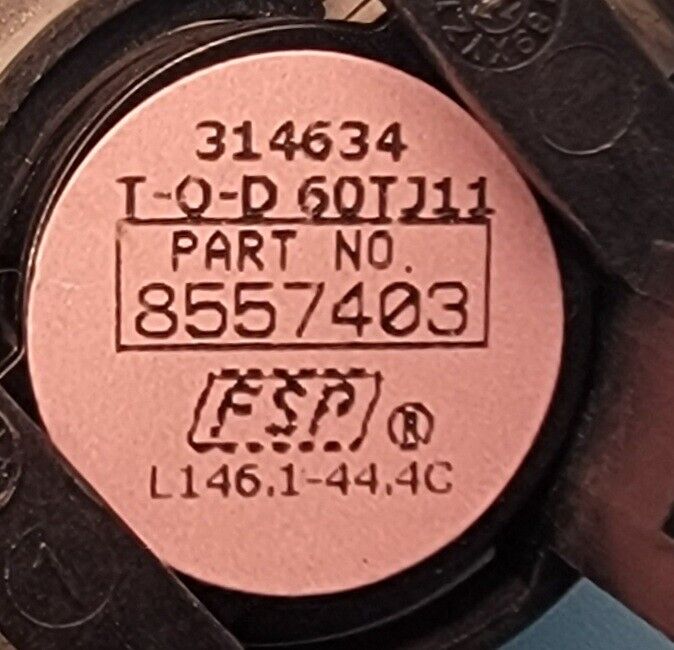 314634
T-O-D 60TJ11
PART NO.
8557403
FSP ®
L146.1-44.4C